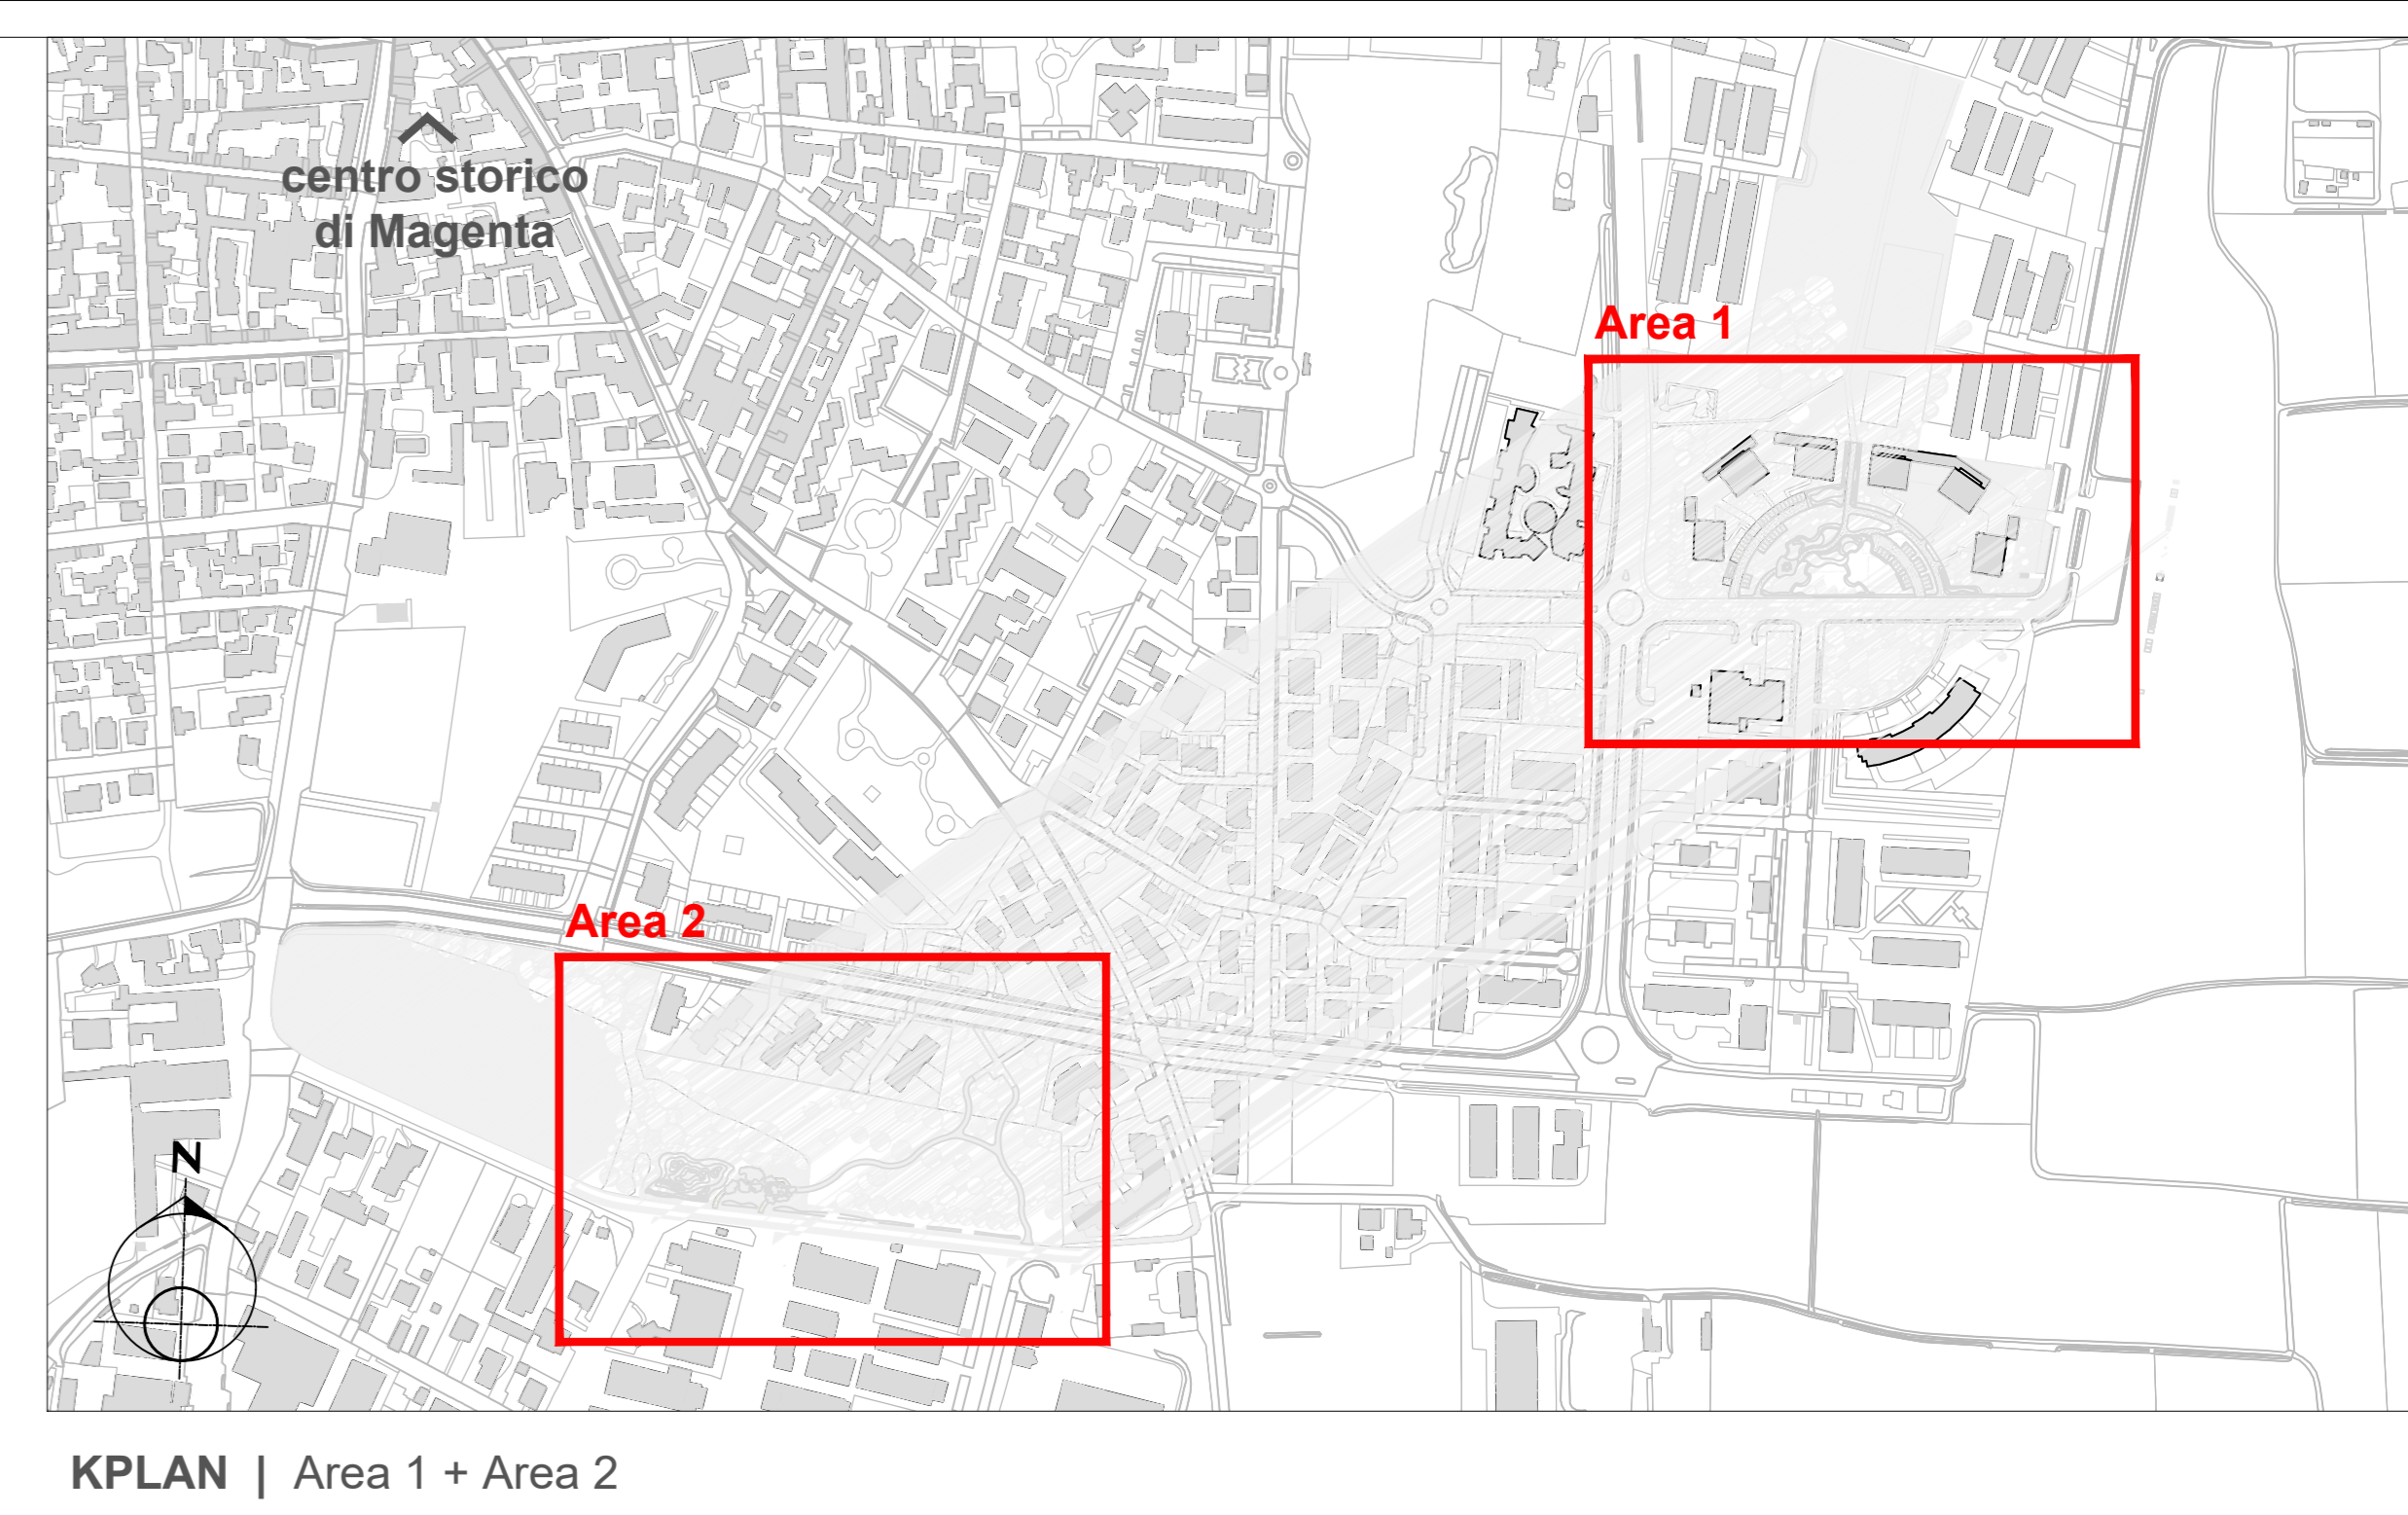 centro storico
di Magenta
Area 1
Area 2
N
KPLAN | Area 1 + Area 2